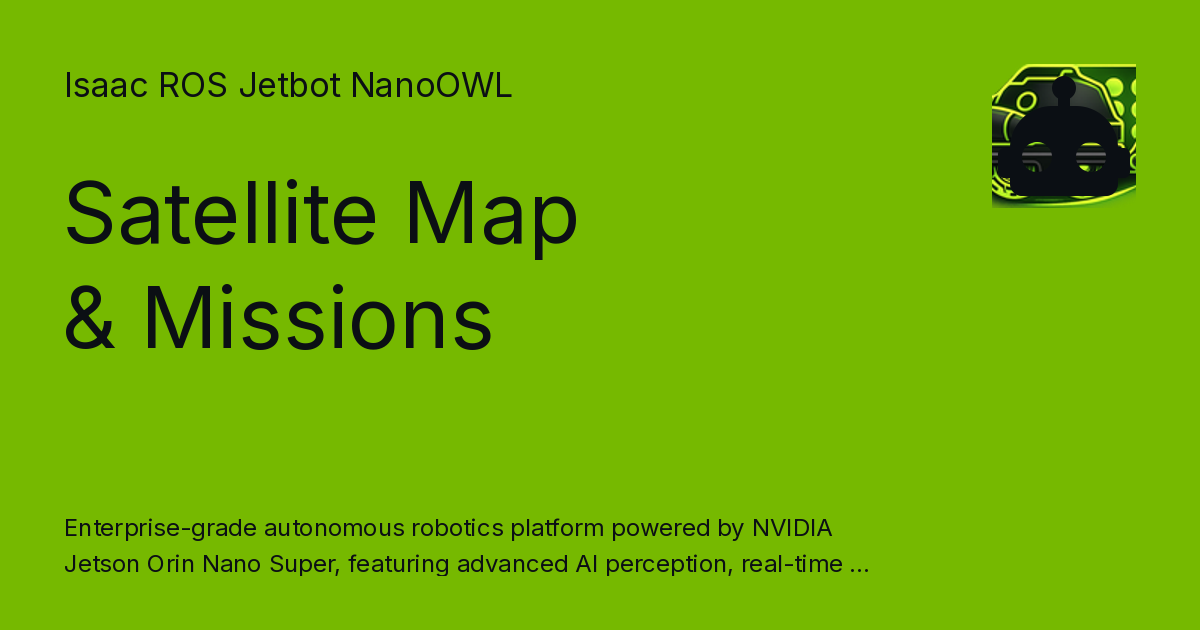 Isaac ROS Jetbot NanoOWL
Satellite Map
& Missions
Enterprise-grade autonomous robotics platform powered by NVIDIA
Jetson Orin Nano Super, featuring advanced AI perception, real-time ...